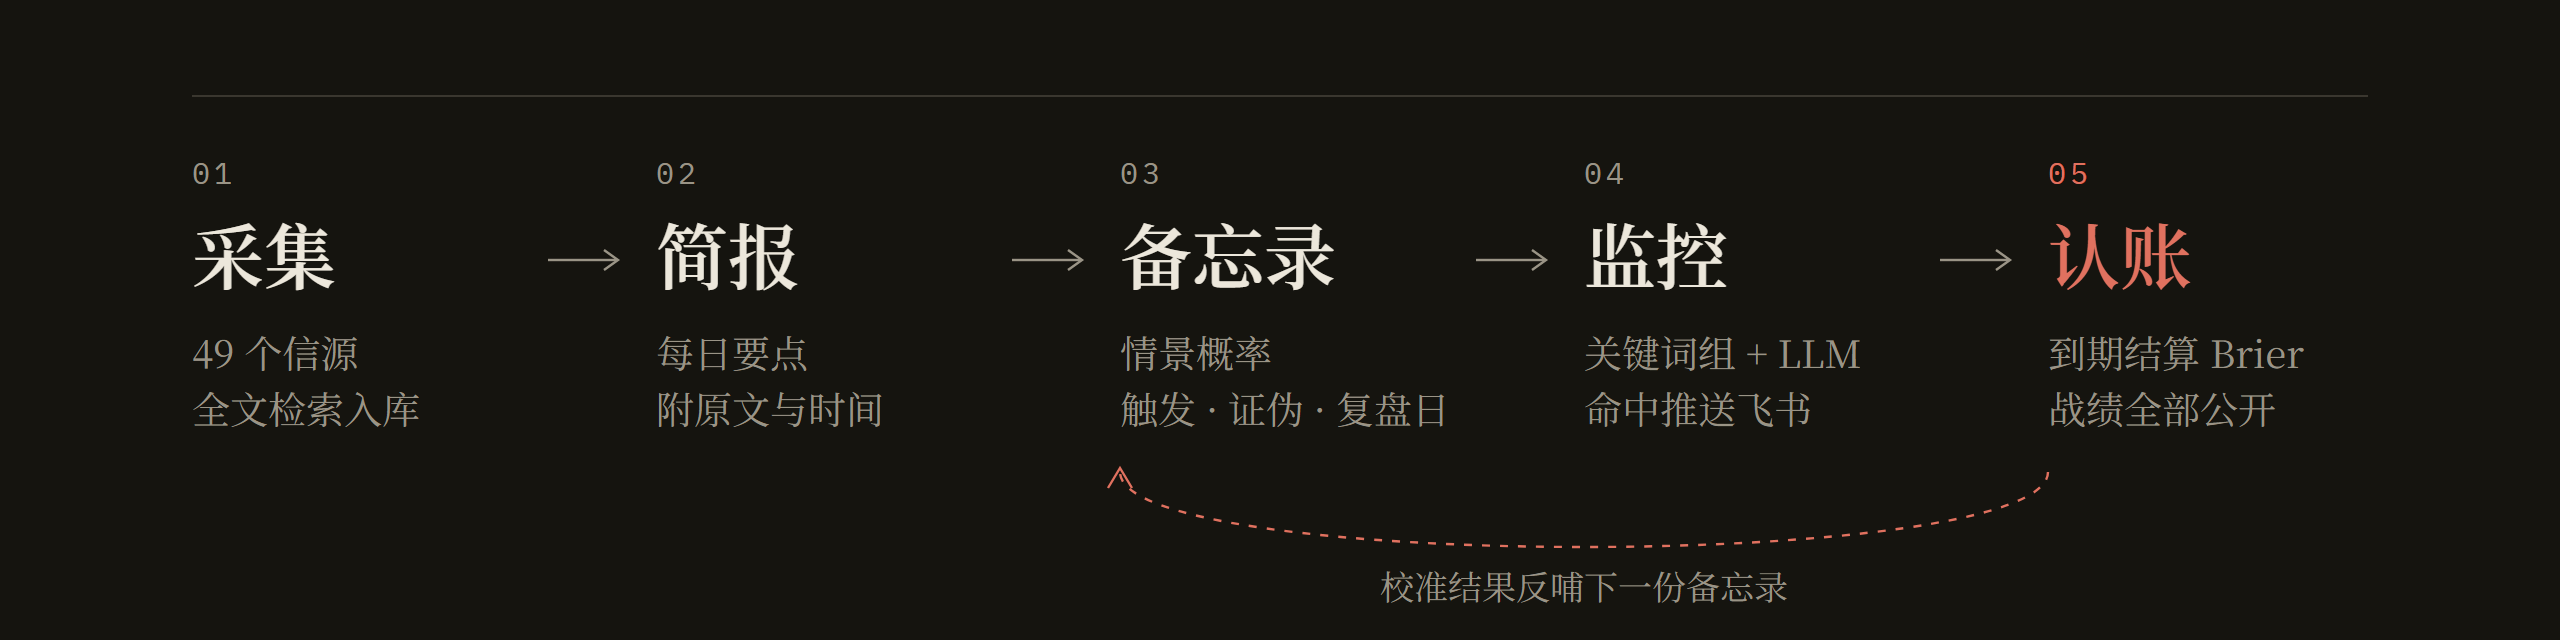 01
采集
49 个信源
全文检索入库
02
简报
每日要点
附原文与时间
03
备忘录
情景概率
触发 · 证伪 · 复盘日
04
监控
关键词组 + LLM
命中推送飞书
05
认账
到期结算 Brier
战绩全部公开
校准结果反哺下一份备忘录